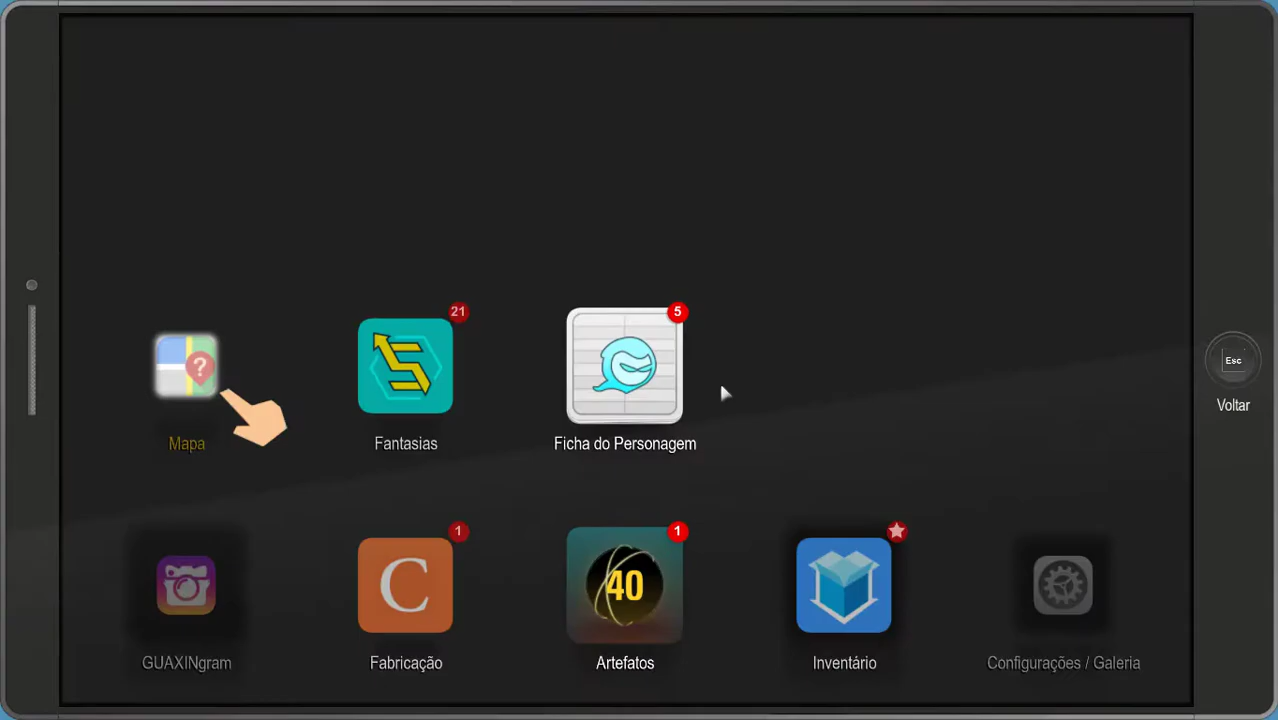 21
5
?
Mapa
Fantasias
Ficha do Personagem
Esc
Voltar
1
1
C
40
GUAXINgram
Fabricação
Artefatos
Inventário
Configurações / Galeria